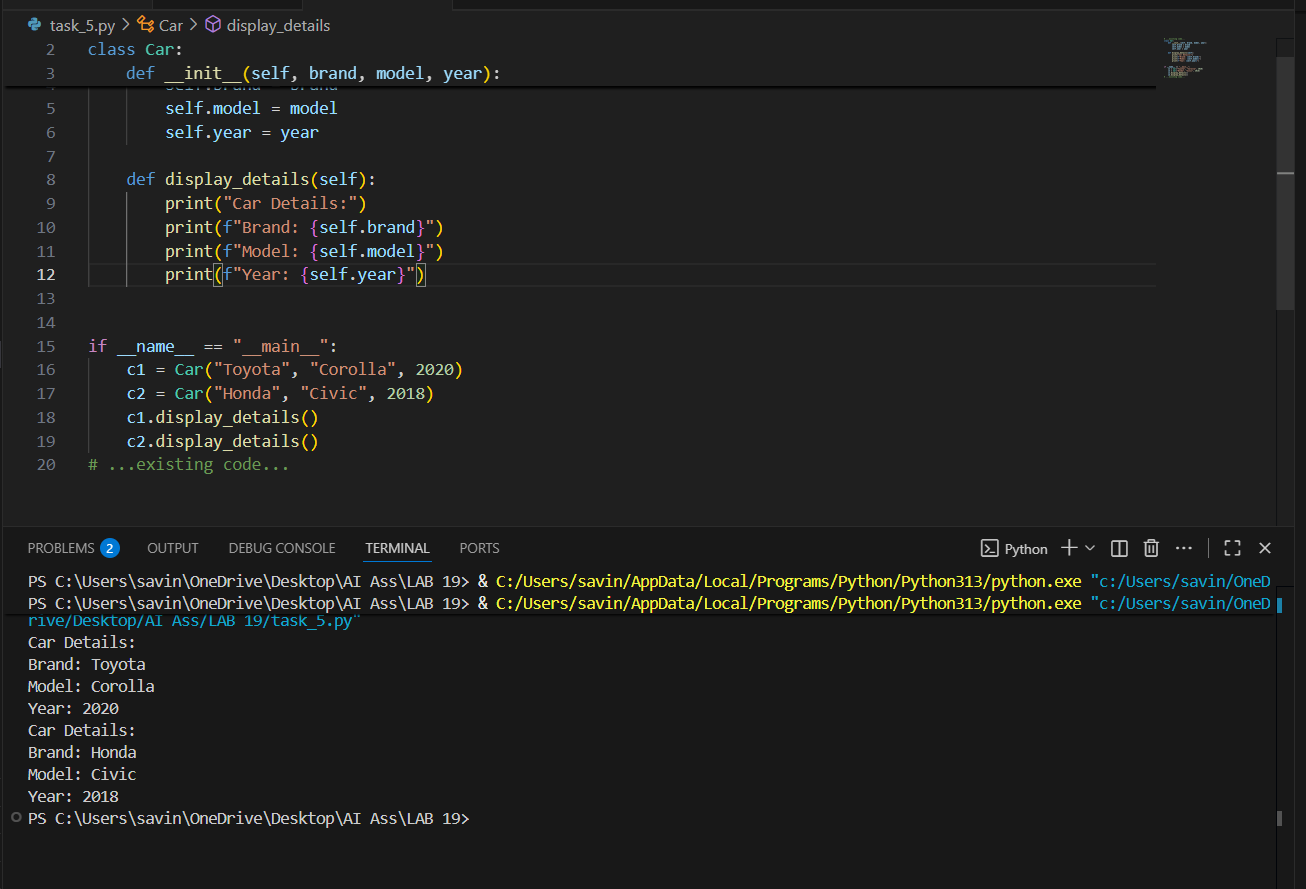 task_5.py > Car > display_details
2 class Car:
3     def __init__(self, brand, model, year):
        self.brand = brand
5         self.model = model
6         self.year = year
7
8     def display_details(self):
9         print("Car Details:")
10         print(f"Brand: {self.brand}")
11         print(f"Model: {self.model}")
12         print(f"Year: {self.year}")
13
14
15 if __name__ == "__main__":
16     c1 = Car("Toyota", "Corolla", 2020)
17     c2 = Car("Honda", "Civic", 2018)
18     c1.display_details()
19     c2.display_details()
20 # ...existing code...
PROBLEMS 2 OUTPUT DEBUG CONSOLE TERMINAL PORTS Python
PS C:\Users\savin\OneDrive\Desktop\AI Ass\LAB 19> & C:/Users/savin/AppData/Local/Programs/Python/Python313/python.exe "c:/Users/savin/OneD
PS C:\Users\savin\OneDrive\Desktop\AI Ass\LAB 19> & C:/Users/savin/AppData/Local/Programs/Python/Python313/python.exe "c:/Users/savin/OneD
rive/Desktop/AI Ass/LAB 19/task_5.py"
Car Details:
Brand: Toyota
Model: Corolla
Year: 2020
Car Details:
Brand: Honda
Model: Civic
Year: 2018
PS C:\Users\savin\OneDrive\Desktop\AI Ass\LAB 19>